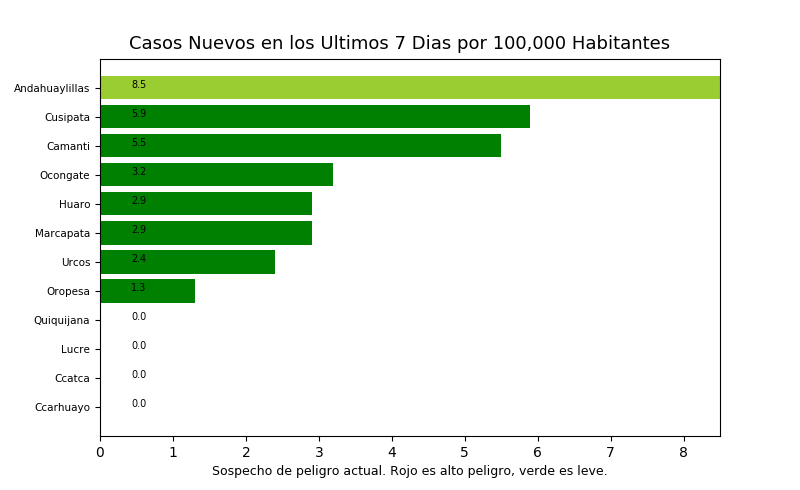 Casos Nuevos en los Ultimos 7 Dias por 100,000 Habitantes
Andahuaylillas 8.5
Cusipata 5.9
Camanti 5.5
Ocongate 3.2
Huaro 2.9
Marcapata 2.9
Urcos 2.4
Oropesa 1.3
Quiquijana 0.0
Lucre 0.0
Ccatca 0.0
Ccarhuayo 0.0
0 1 2 3 4 5 6 7 8
Sospecho de peligro actual. Rojo es alto peligro, verde es leve.